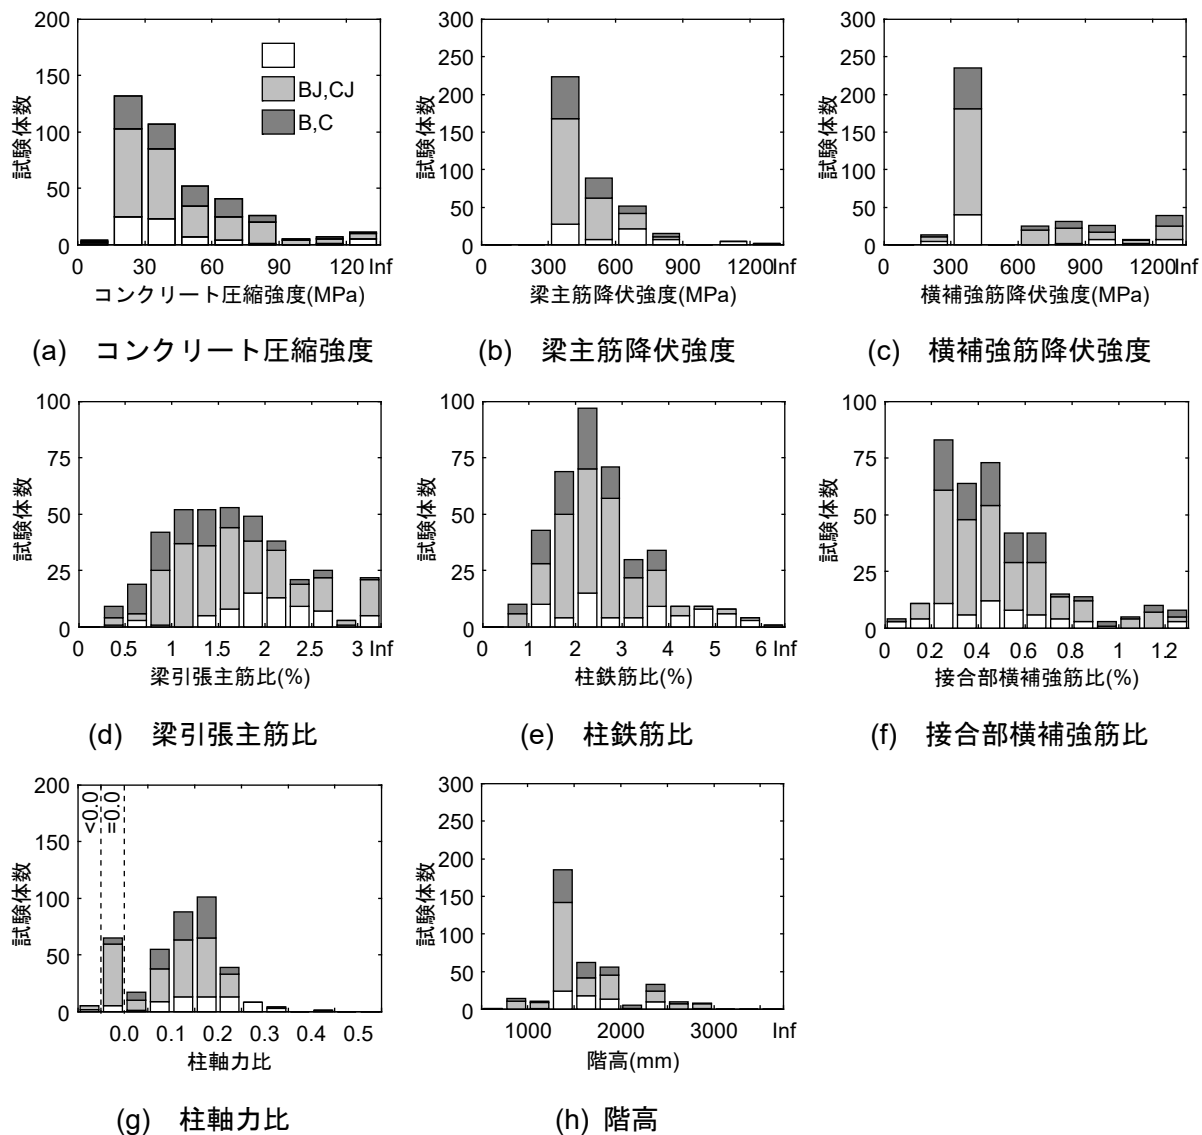 200
150
100
50
0
試験体数
BJ,CJ
B,C
0 30 60 90 120 Inf
コンクリート圧縮強度(MPa)
(a) コンクリート圧縮強度
300
250
200
150
100
50
0
試験体数
0 300 600 900 1200Inf
梁主筋降伏強度(MPa)
(b) 梁主筋降伏強度
300
250
200
150
100
50
0
試験体数
0 300 600 900 1200Inf
横補強筋降伏強度(MPa)
(c) 横補強筋降伏強度
100
75
50
25
0
試験体数
0 0.5 1 1.5 2 2.5 3 Inf
梁引張主筋比(%)
(d) 梁引張主筋比
100
75
50
25
0
試験体数
0 1 2 3 4 5 6 Inf
柱鉄筋比(%)
(e) 柱鉄筋比
100
75
50
25
0
試験体数
0 0.2 0.4 0.6 0.8 1 1.2
接合部横補強筋比(%)
(f) 接合部横補強筋比
200
150
100
50
0
試験体数
<0.0
=0.0
0.0 0.1 0.2 0.3 0.4 0.5
柱軸力比
(g) 柱軸力比
300
250
200
150
100
50
0
試験体数
1000 2000 3000 Inf
階高(mm)
(h) 階高